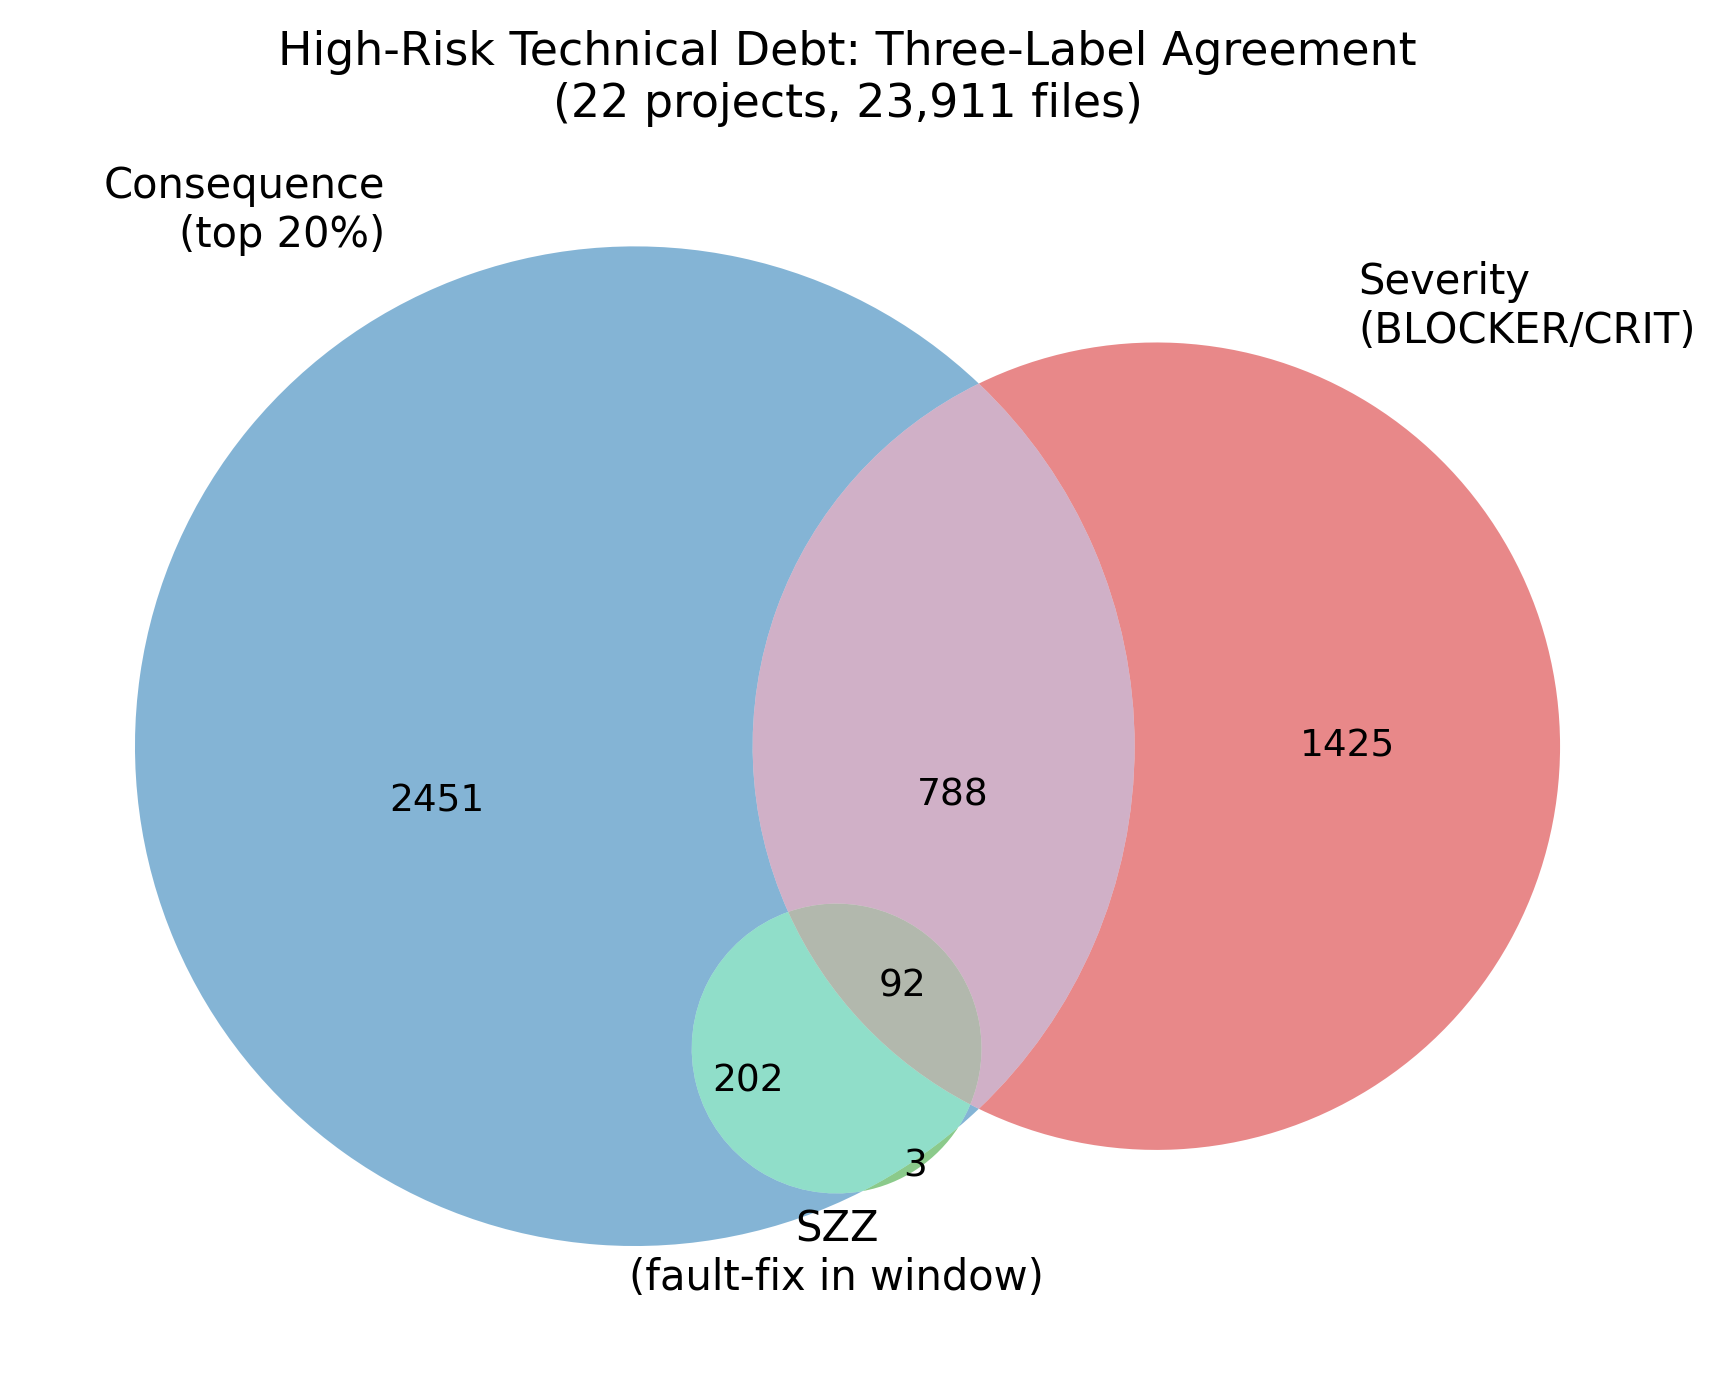 High-Risk Technical Debt: Three-Label Agreement
(22 projects, 23,911 files)
Consequence
(top 20%)
Severity
(BLOCKER/CRIT)
2451
788
1425
92
202
3
SZZ
(fault-fix in window)